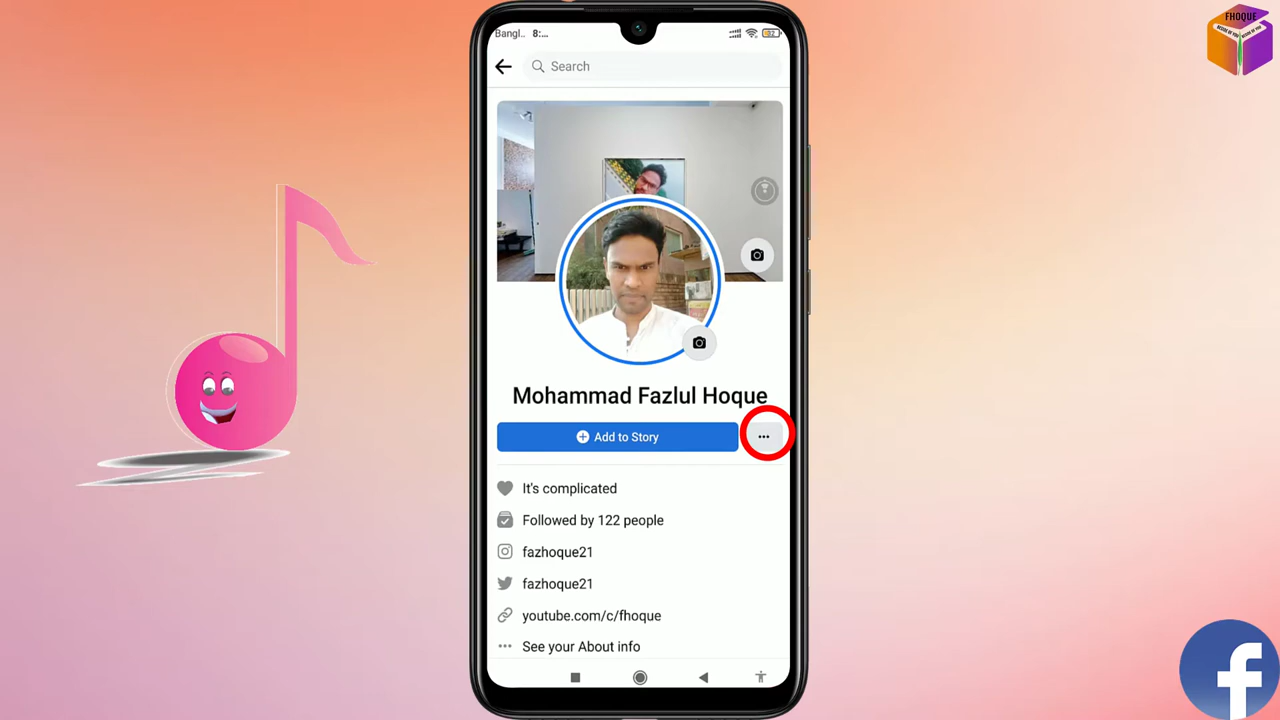 Bangl.. 8:...
Search
Mohammad Fazlul Hoque
Add to Story
It's complicated
Followed by 122 people
fazhoque21
fazhoque21
youtube.com/c/fhoque
See your About info
FHOQUE
f